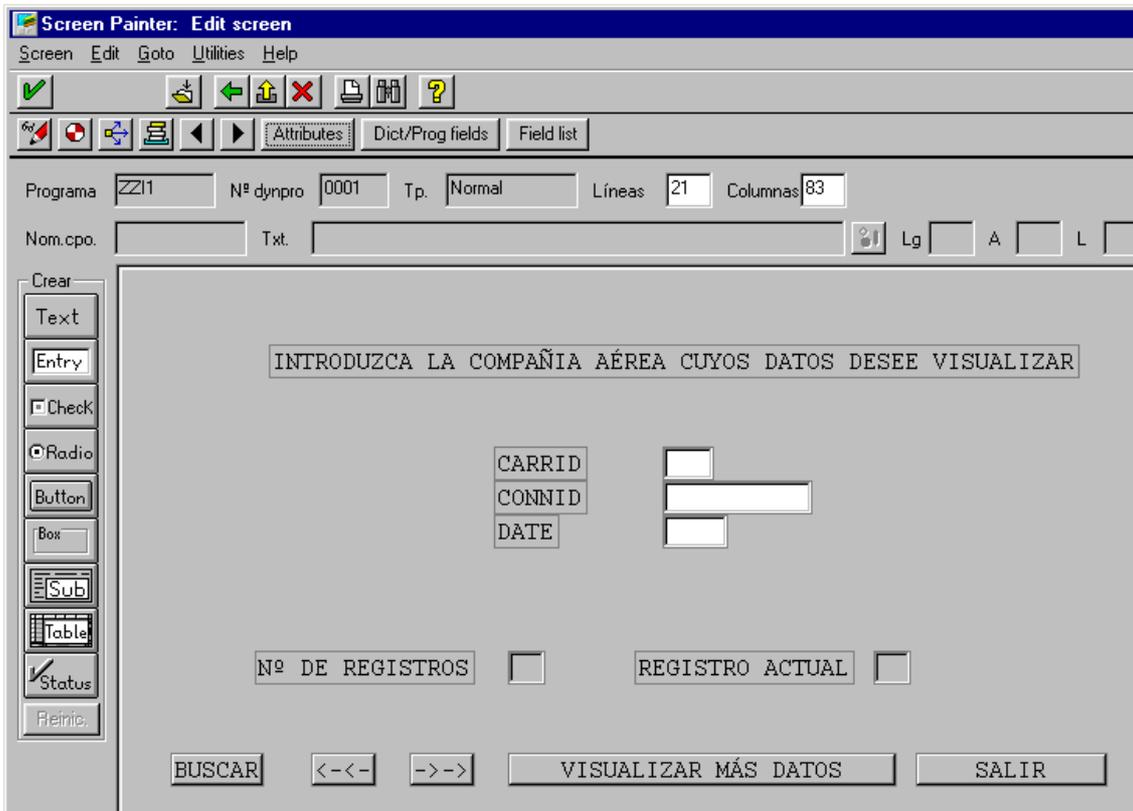 Screen Painter: Edit screen
Screen Edit Goto Utilities Help
Attributes Dict/Prog fields Field list
Programa ZZI1 Nº dynpro 0001 Tp. Normal Líneas 21 Columnas 83
Nom.cpo. Txt. Lg A L
Crear
Text
Entry
Check
Radio
Button
Box
Sub
Table
Status
Reinic.
INTRODUZCA LA COMPAÑIA AÉREA CUYOS DATOS DESEE VISUALIZAR
CARRID
CONNID
DATE
Nº DE REGISTROS REGISTRO ACTUAL
BUSCAR <-<- ->-> VISUALIZAR MÁS DATOS SALIR